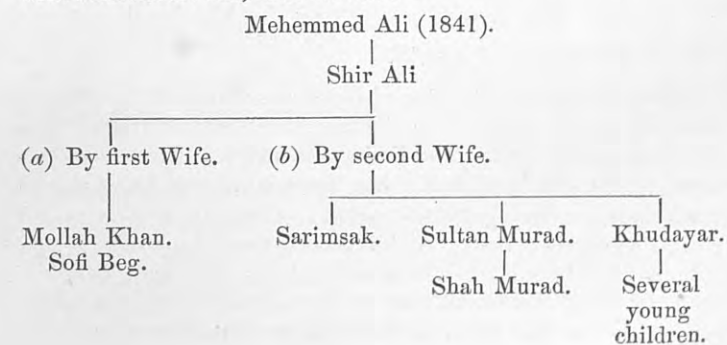 Mehemmed Ali (1841).
Shir Ali
(a) By first Wife. (b) By second Wife.
Mollah Khan. Sarimsak. Sultan Murad. Khudayar.
Sofi Beg. Shah Murad. Several
young
children.